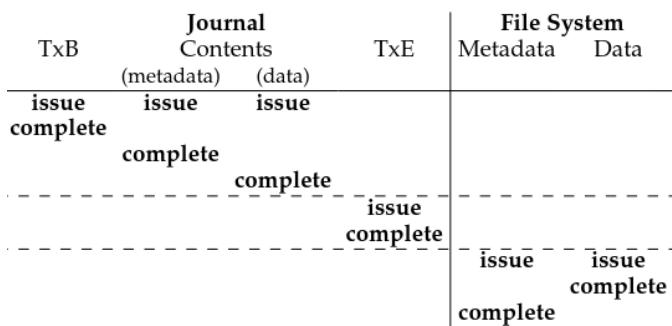 Journal File System
TxB Contents TxE Metadata Data
(metadata) (data)
issue issue issue
complete
complete
complete
issue
complete
issue issue
complete
complete